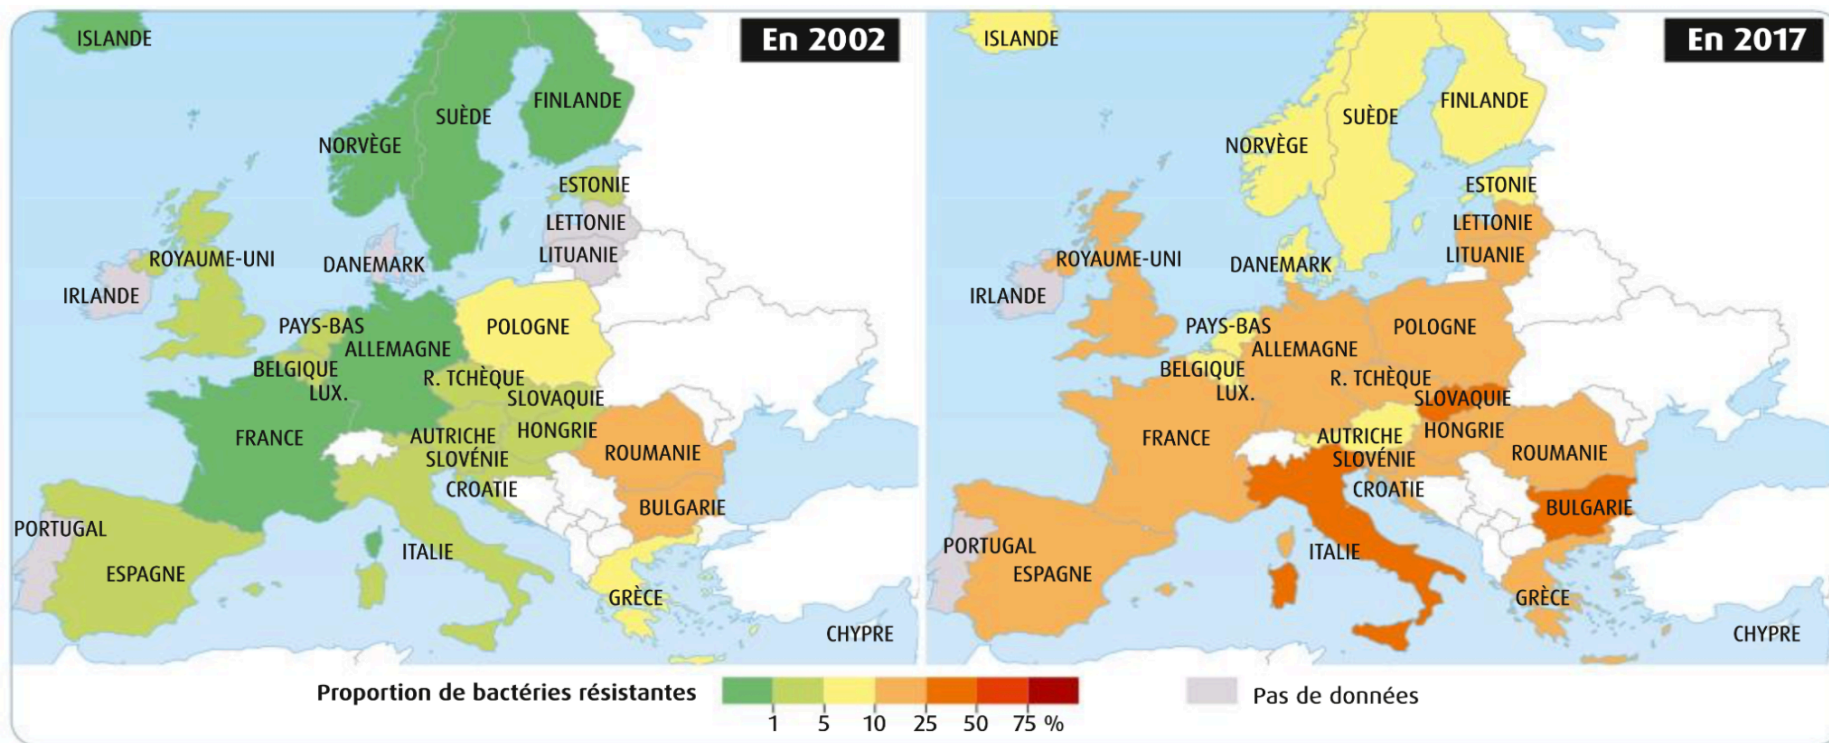 En 2002
ISLANDE
FINLANDE
SUÈDE
NORVÈGE
ESTONIE
LETTONIE
LITUANIE
ROYAUME-UNI
DANEMARK
IRLANDE
PAYS-BAS
POLOGNE
ALLEMAGNE
BELGIQUE
LUX.
R. TCHÈQUE
SLOVAQUIE
FRANCE
AUTRICHE
HONGRIE
SLOVÉNIE
ROUMANIE
CROATIE
BULGARIE
PORTUGAL
ITALIE
ESPAGNE
GRÈCE
CHYPRE
En 2017
ISLANDE
FINLANDE
SUÈDE
NORVÈGE
ESTONIE
LETTONIE
LITUANIE
ROYAUME-UNI
DANEMARK
IRLANDE
PAYS-BAS
POLOGNE
ALLEMAGNE
BELGIQUE
LUX.
R. TCHÈQUE
SLOVAQUIE
FRANCE
AUTRICHE
HONGRIE
SLOVÉNIE
ROUMANIE
CROATIE
BULGARIE
PORTUGAL
ITALIE
ESPAGNE
GRÈCE
CHYPRE
Proportion de bactéries résistantes
1 5 10 25 50 75 %
Pas de données